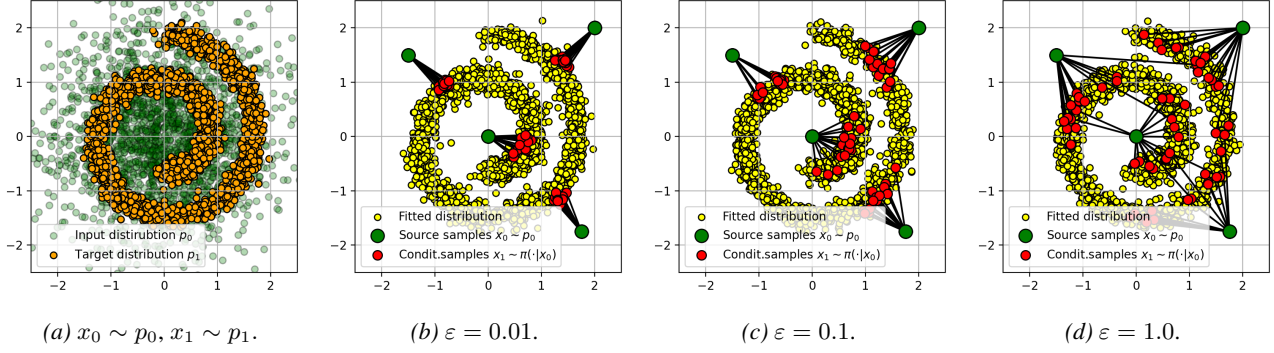 2
1
0
−1
−2
−2 −1 0 1 2
Input distirubtion p₀
Target distribution p₁
(a) x₀ ∼ p₀, x₁ ∼ p₁.
2
1
0
−1
−2
−2 −1 0 1 2
Fitted distribution
Source samples x₀ ∼ p₀
Condit.samples x₁ ∼ π(·|x₀)
(b) ε = 0.01.
2
1
0
−1
−2
−2 −1 0 1 2
Fitted distribution
Source samples x₀ ∼ p₀
Condit.samples x₁ ∼ π(·|x₀)
(c) ε = 0.1.
2
1
0
−1
−2
−2 −1 0 1 2
Fitted distribution
Source samples x₀ ∼ p₀
Condit.samples x₁ ∼ π(·|x₀)
(d) ε = 1.0.